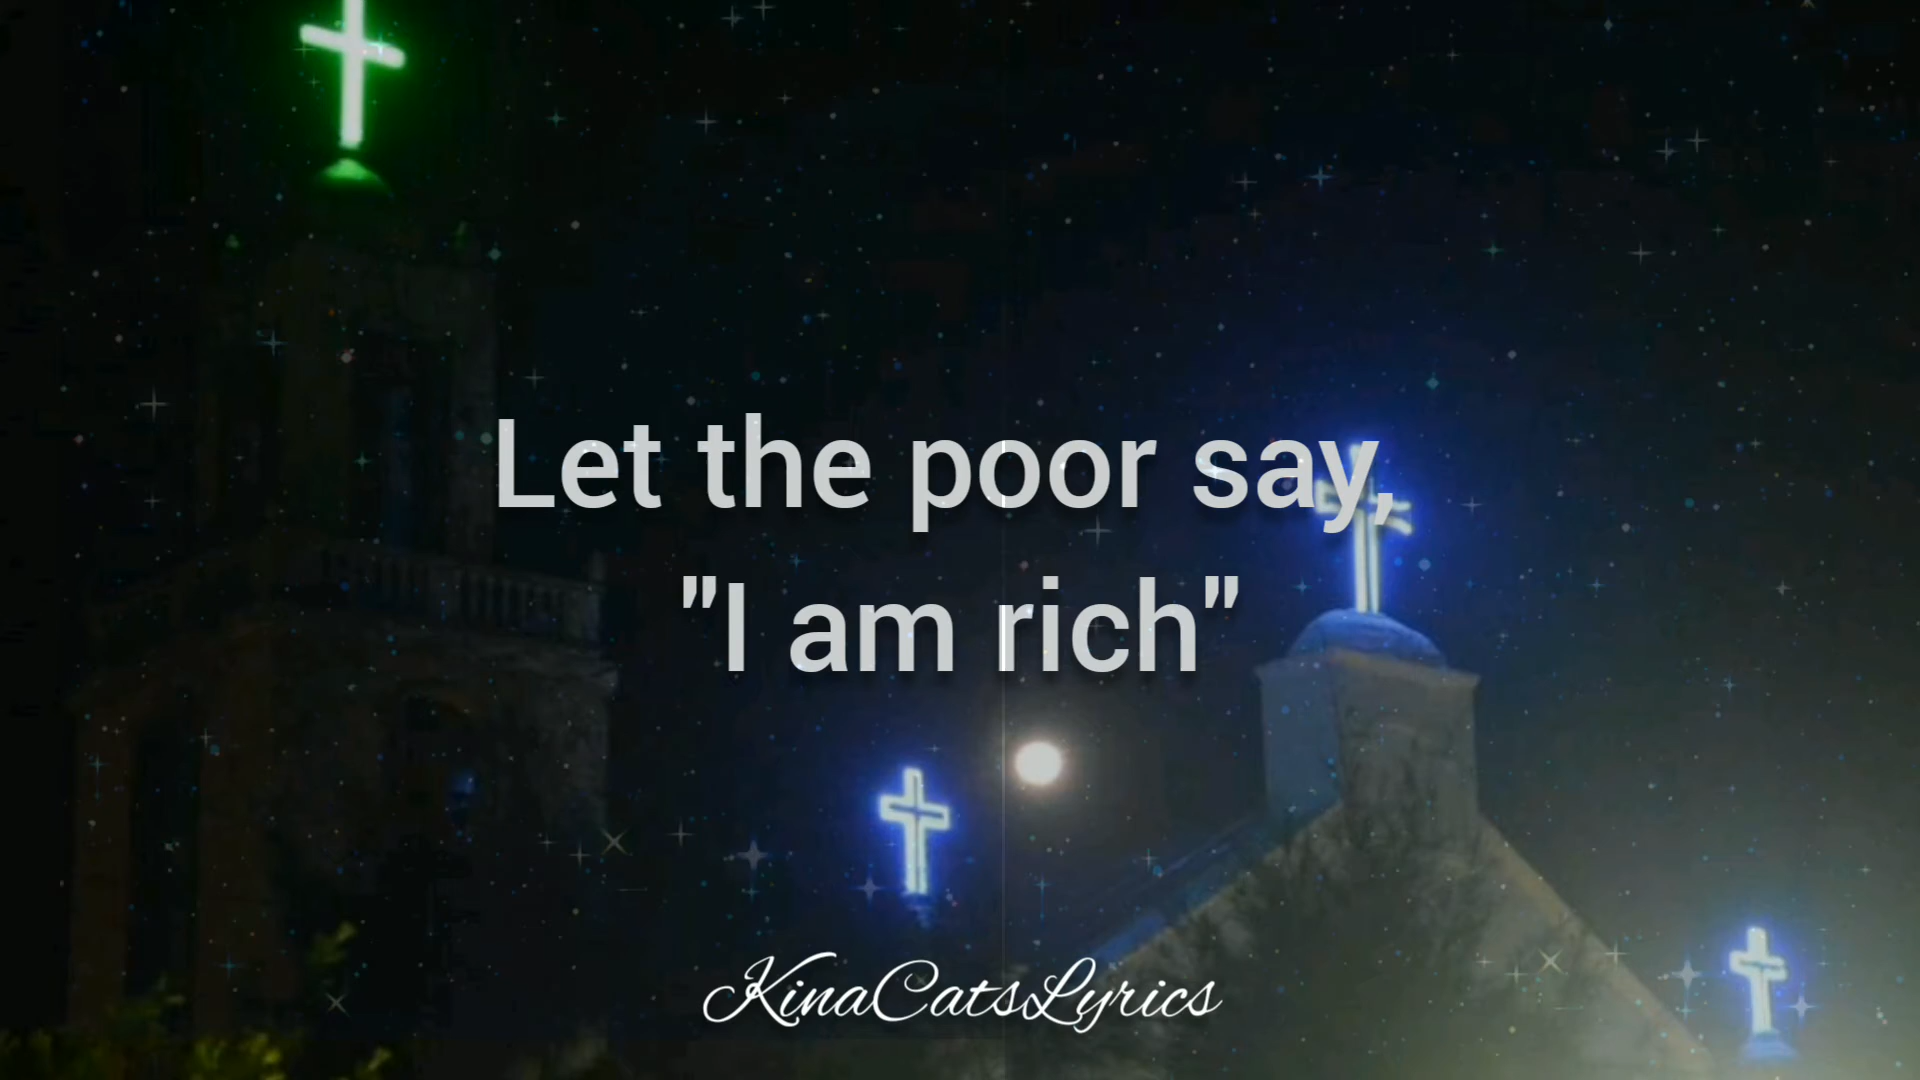 Let the poor say,
"I am rich"
KinaCatsLyrics